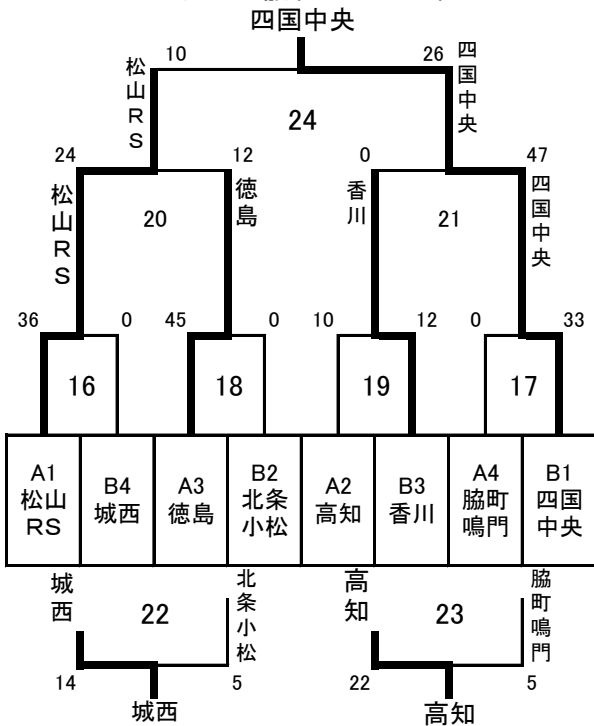 四国中央
10
26
松山RS
四国中央
24
24
12
0
47
松山RS
徳島
香川
四国中央
20
21
36
0
45
0
10
12
0
33
16
18
19
17
A1
松山
RS
B4
城西
A3
徳島
B2
北条
小松
A2
高知
B3
香川
A4
脇町
鳴門
B1
四国
中央
城西
北条小松
高知
脇町鳴門
22
23
14
5
22
5
城西
高知